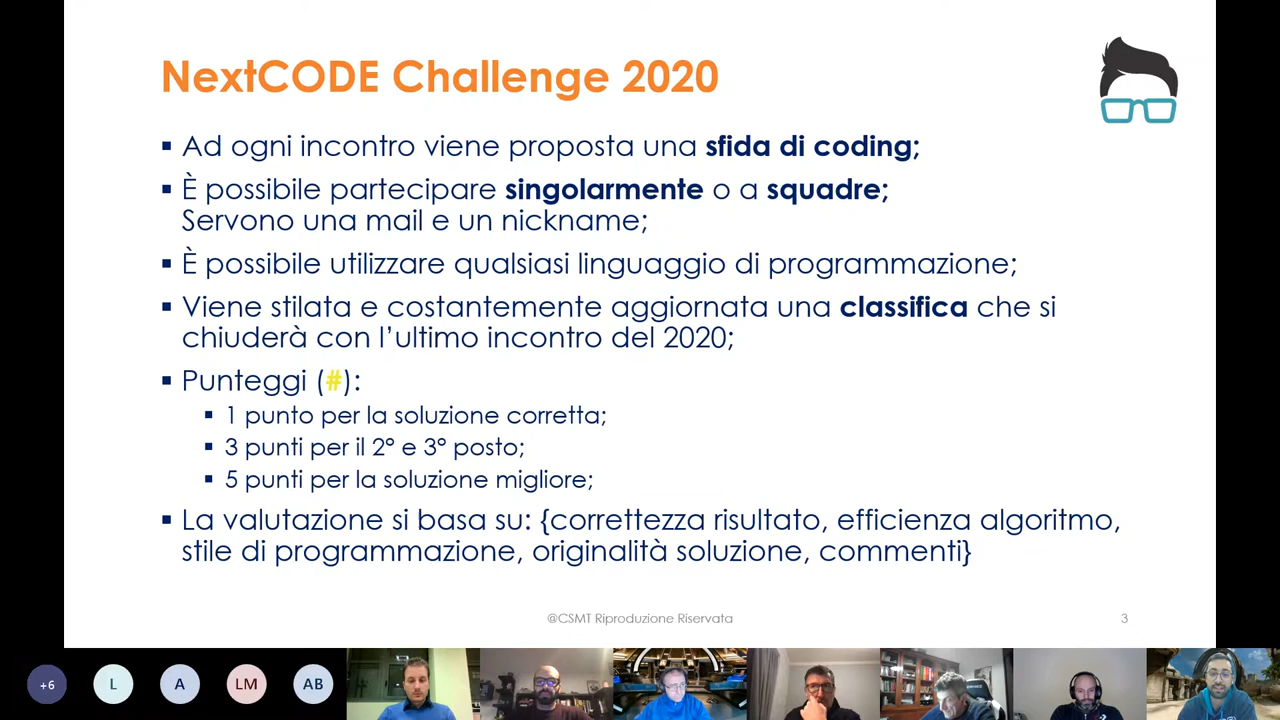 NextCODE Challenge 2020
▪ Ad ogni incontro viene proposta una sfida di coding;
▪ È possibile partecipare singolarmente o a squadre;
Servono una mail e un nickname;
▪ È possibile utilizzare qualsiasi linguaggio di programmazione;
▪ Viene stilata e costantemente aggiornata una classifica che si
chiuderà con l’ultimo incontro del 2020;
▪ Punteggi (#):
▪ 1 punto per la soluzione corretta;
▪ 3 punti per il 2° e 3° posto;
▪ 5 punti per la soluzione migliore;
▪ La valutazione si basa su: {correttezza risultato, efficienza algoritmo,
stile di programmazione, originalità soluzione, commenti}
@CSMT Riproduzione Riservata
3
+6
L
A
LM
AB